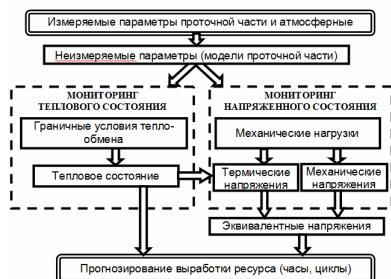 Измеряемые параметры проточной части и атмосферные
Неизмеряемые параметры (модели проточной части)
МОНИТОРИНГ
ТЕПЛОВОГО СОСТОЯНИЯ
Граничные условия тепло-
обмена
Тепловое состояние
МОНИТОРИНГ
НАПРЯЖЕННОГО СОСТОЯНИЯ
Механические нагрузки
Термические
напряжения
Механические
напряжения
Эквивалентные напряжения
Прогнозирование выработки ресурса (часы, циклы)